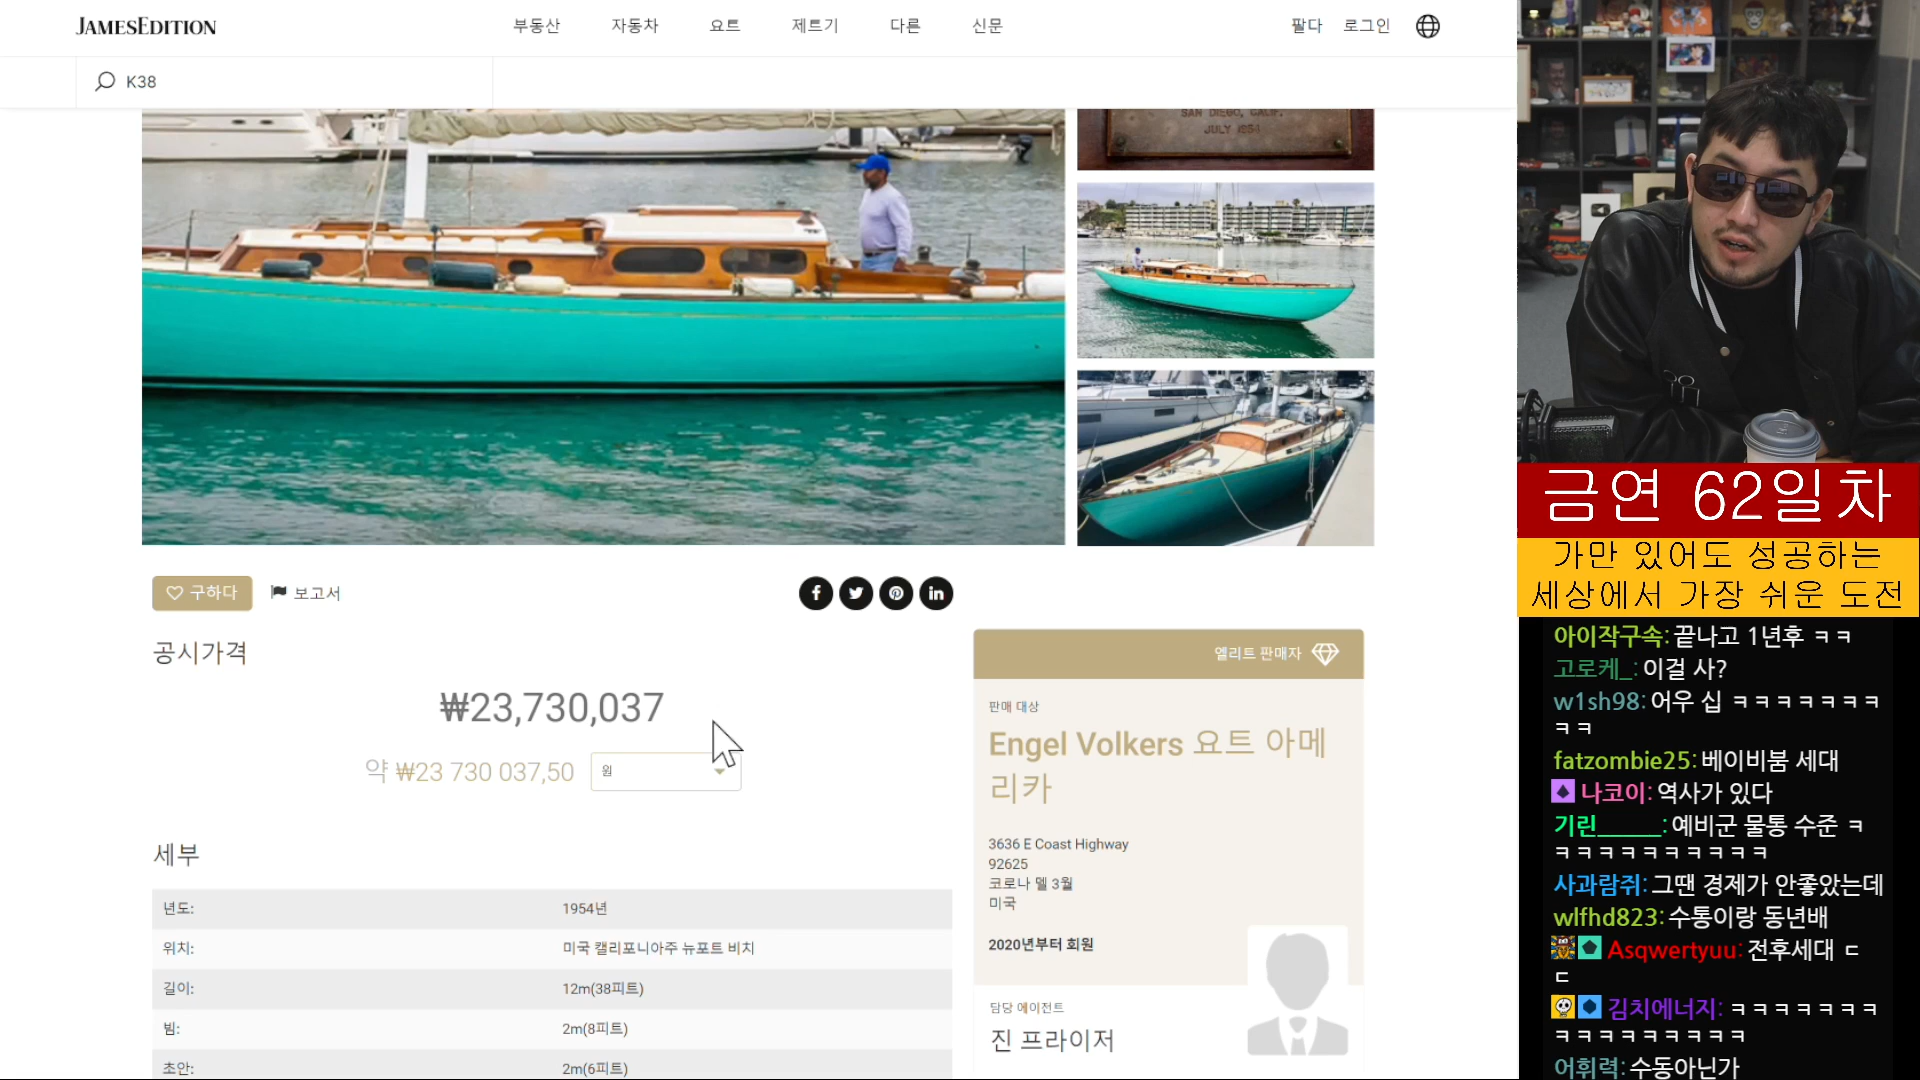 JAMESEDITION
부동산
자동차
요트
제트기
다른
신문
팔다
로그인
K38
SAN DIEGO, CALIF.
JULY 1954
구하다
보고서
공시가격
₩23,730,037
약 ₩23 730 037,50
원
세부
년도: 1954년
위치: 미국 캘리포니아주 뉴포트 비치
길이: 12m(38피트)
빔: 2m(8피트)
초안: 2m(6피트)
엘리트 판매자
판매 대상
Engel Volkers 요트 아메
리카
3636 E Coast Highway
92625
코로나 델 3월
미국
2020년부터 회원
담당 에이전트
진 프라이저
금연 62일차
가만 있어도 성공하는
세상에서 가장 쉬운 도전
아이작구속: 끝나고 1년후 ㅋㅋ
고로케_: 이걸 사?
w1sh98: 어우 십 ㅋㅋㅋㅋㅋㅋㅋ
ㅋㅋ
fatzombie25: 베이비붐 세대
나코이: 역사가 있다
기린_____: 예비군 물통 수준 ㅋ
ㅋㅋㅋㅋㅋㅋㅋㅋㅋㅋ
사과람쥐: 그땐 경제가 안좋았는데
wlfhd823: 수통이랑 동년배
Asqwertyuu: 전후세대 ㄷ
ㄷ
김치에너지: ㅋㅋㅋㅋㅋㅋㅋ
ㅋㅋㅋㅋㅋㅋㅋㅋㅋ
어휘력: 수동아닌가